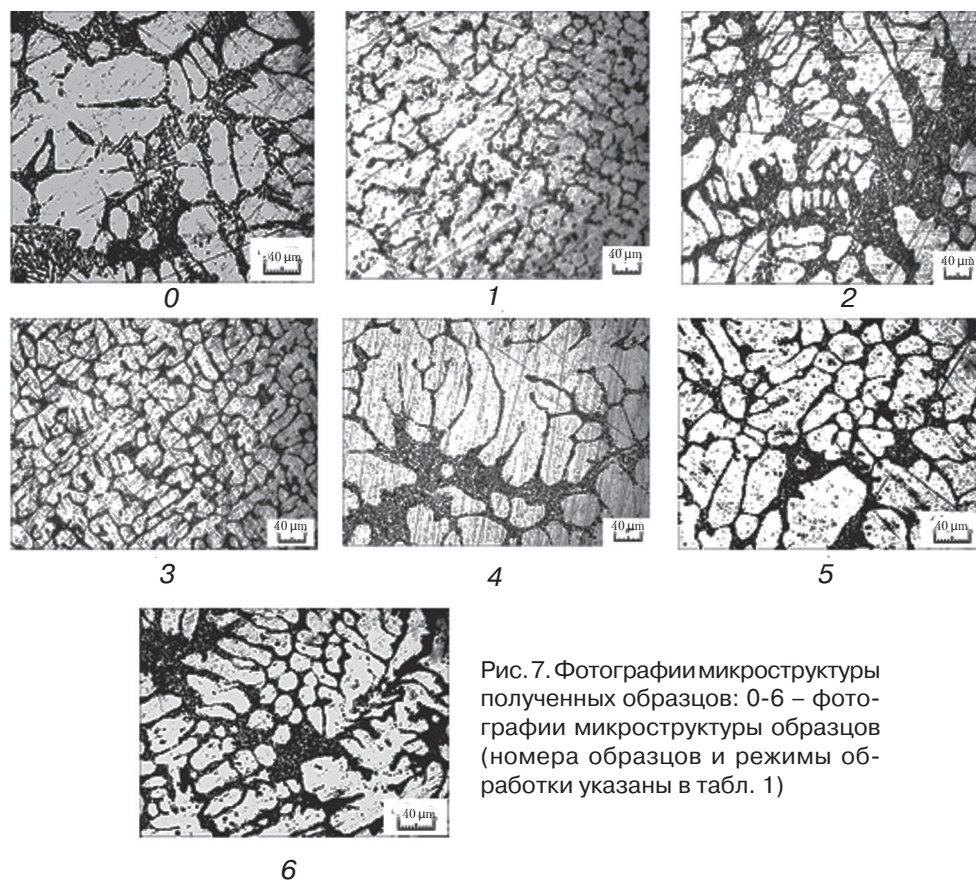 40 µm
40 µm
40 µm
0
1
2
40 µm
40 µm
40 µm
3
4
5
40 µm
6
Рис. 7. Фотографии микроструктуры
полученных образцов: 0-6 – фото-
графии микроструктуры образцов
(номера образцов и режимы об-
работки указаны в табл. 1)